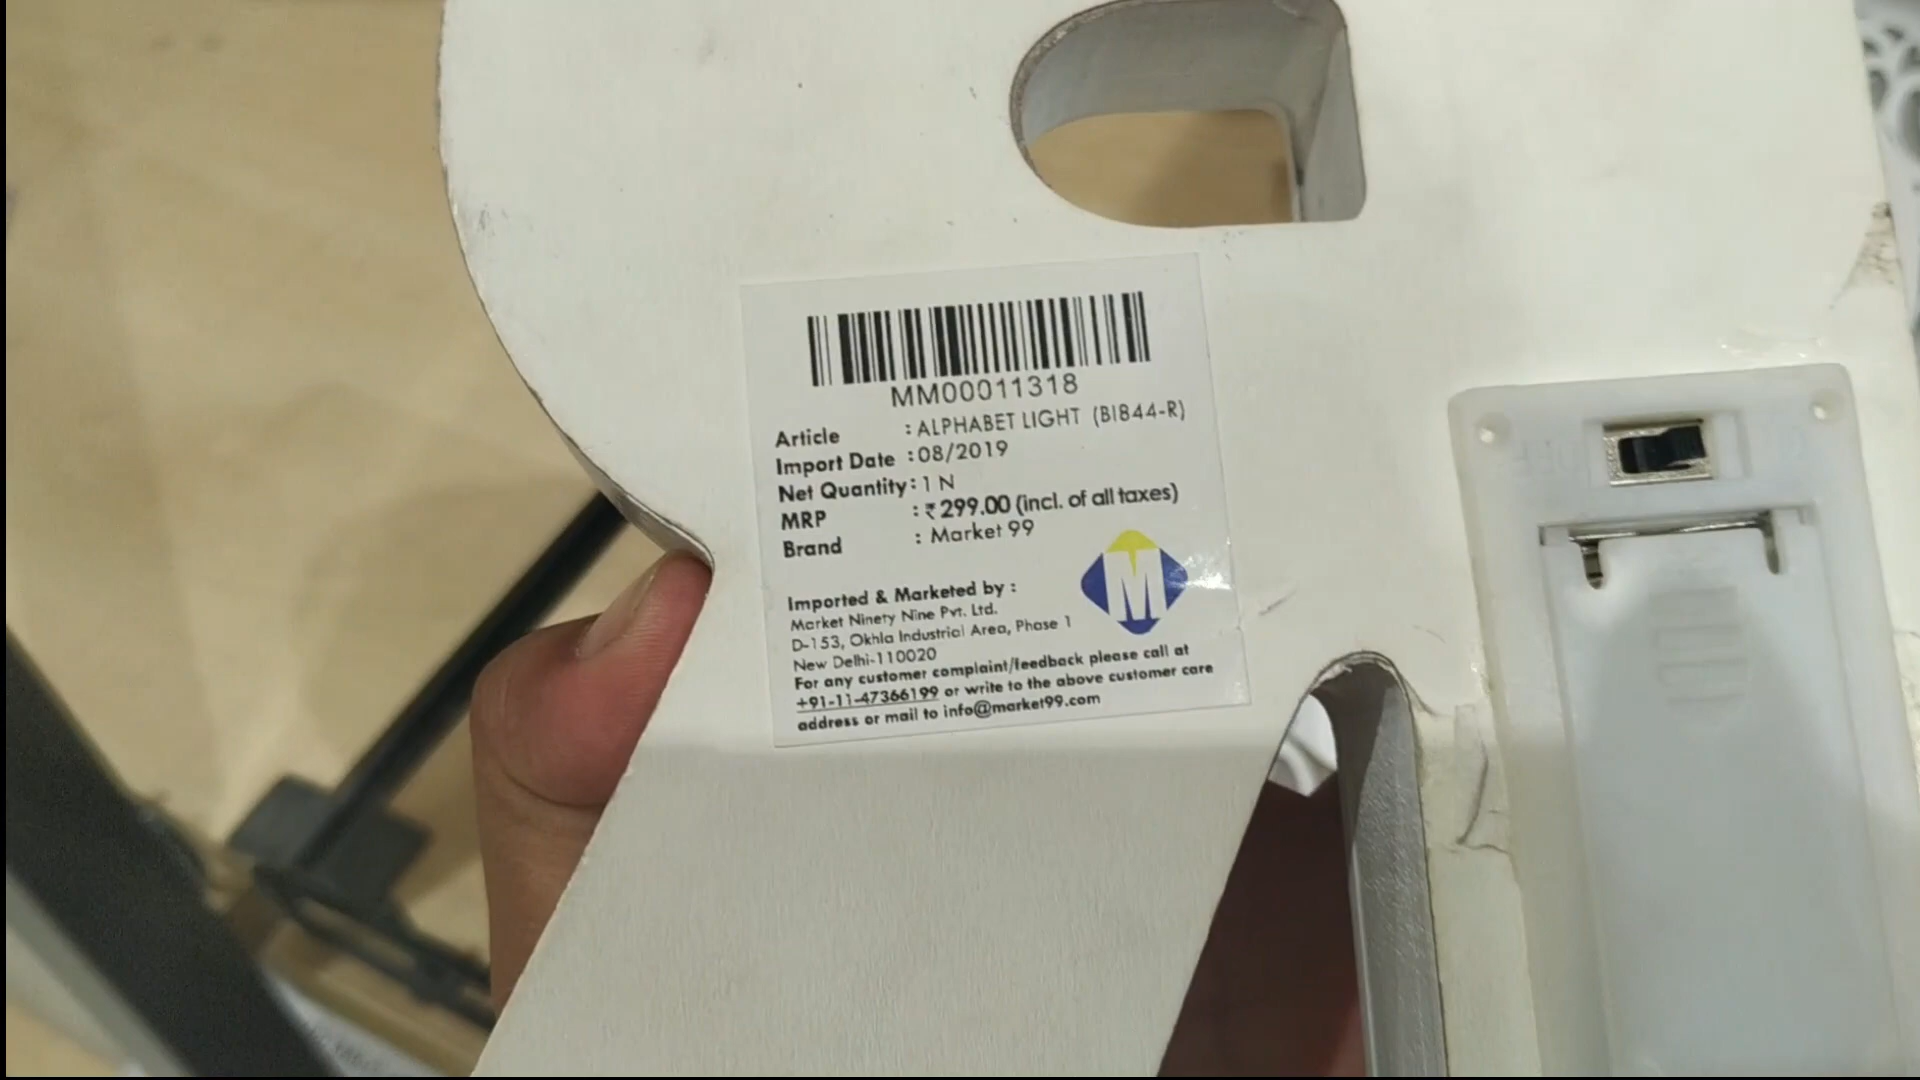 MM00011318
Article : ALPHABET LIGHT (BI844-R)
Import Date : 08/2019
Net Quantity : 1 N
MRP : ₹ 299.00 (incl. of all taxes)
Brand : Market 99
M
Imported & Marketed by :
Market Ninety Nine Pvt. Ltd.
D-153, Okhla Industrial Area, Phase 1
New Delhi-110020
For any customer complaint/feedback please call at
+91-11-47366199 or write to the above customer care
address or mail to info@market99.com